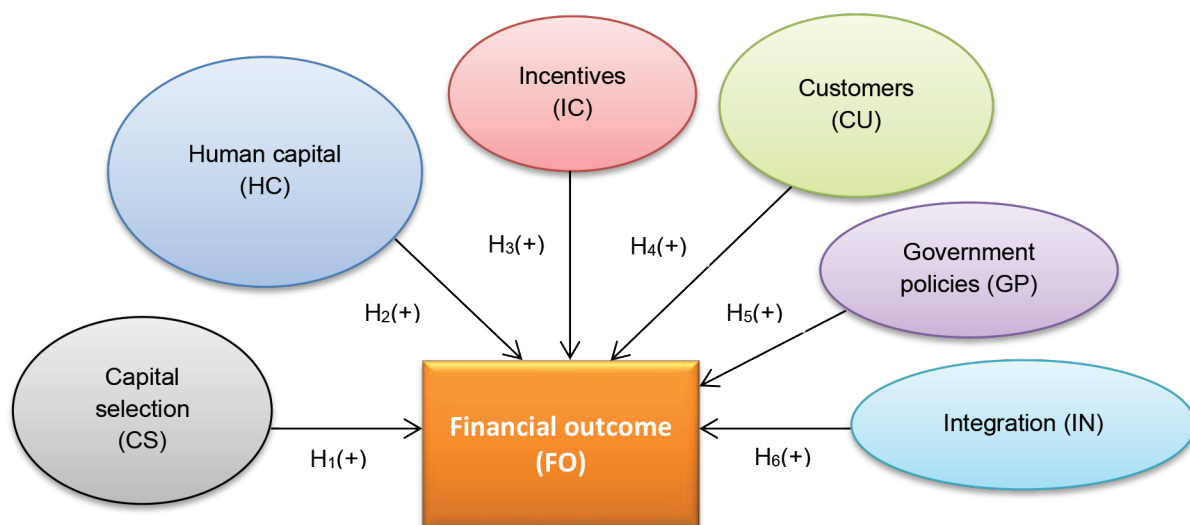 Incentives
(IC)
Customers
(CU)
Human capital
(HC)
Government
policies (GP)
H₃(+)
H₄(+)
H₂(+)
H₅(+)
Capital
selection
(CS)
Financial outcome
(FO)
Integration (IN)
H₁(+)
H₆(+)